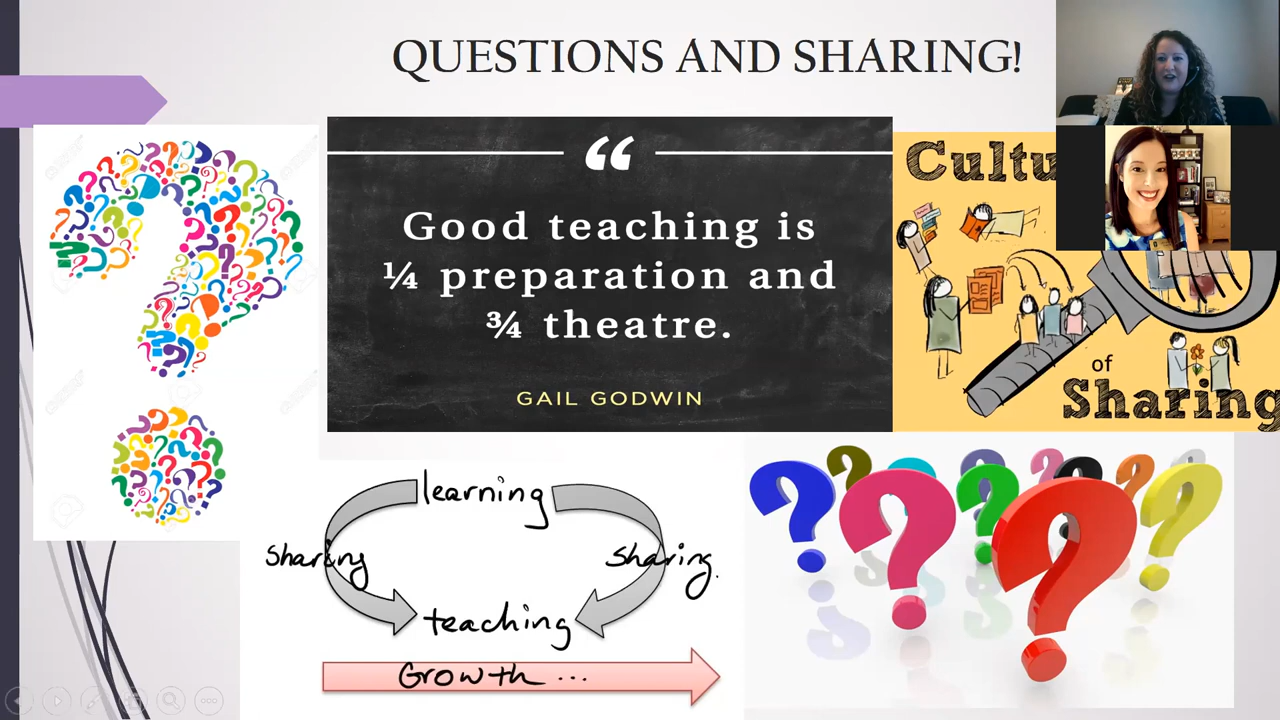 QUESTIONS AND SHARING!
“
Good teaching is
¼ preparation and
¾ theatre.
GAIL GODWIN
Cultu
of
Sharing
learning
sharing
sharing.
teaching
Growth ...